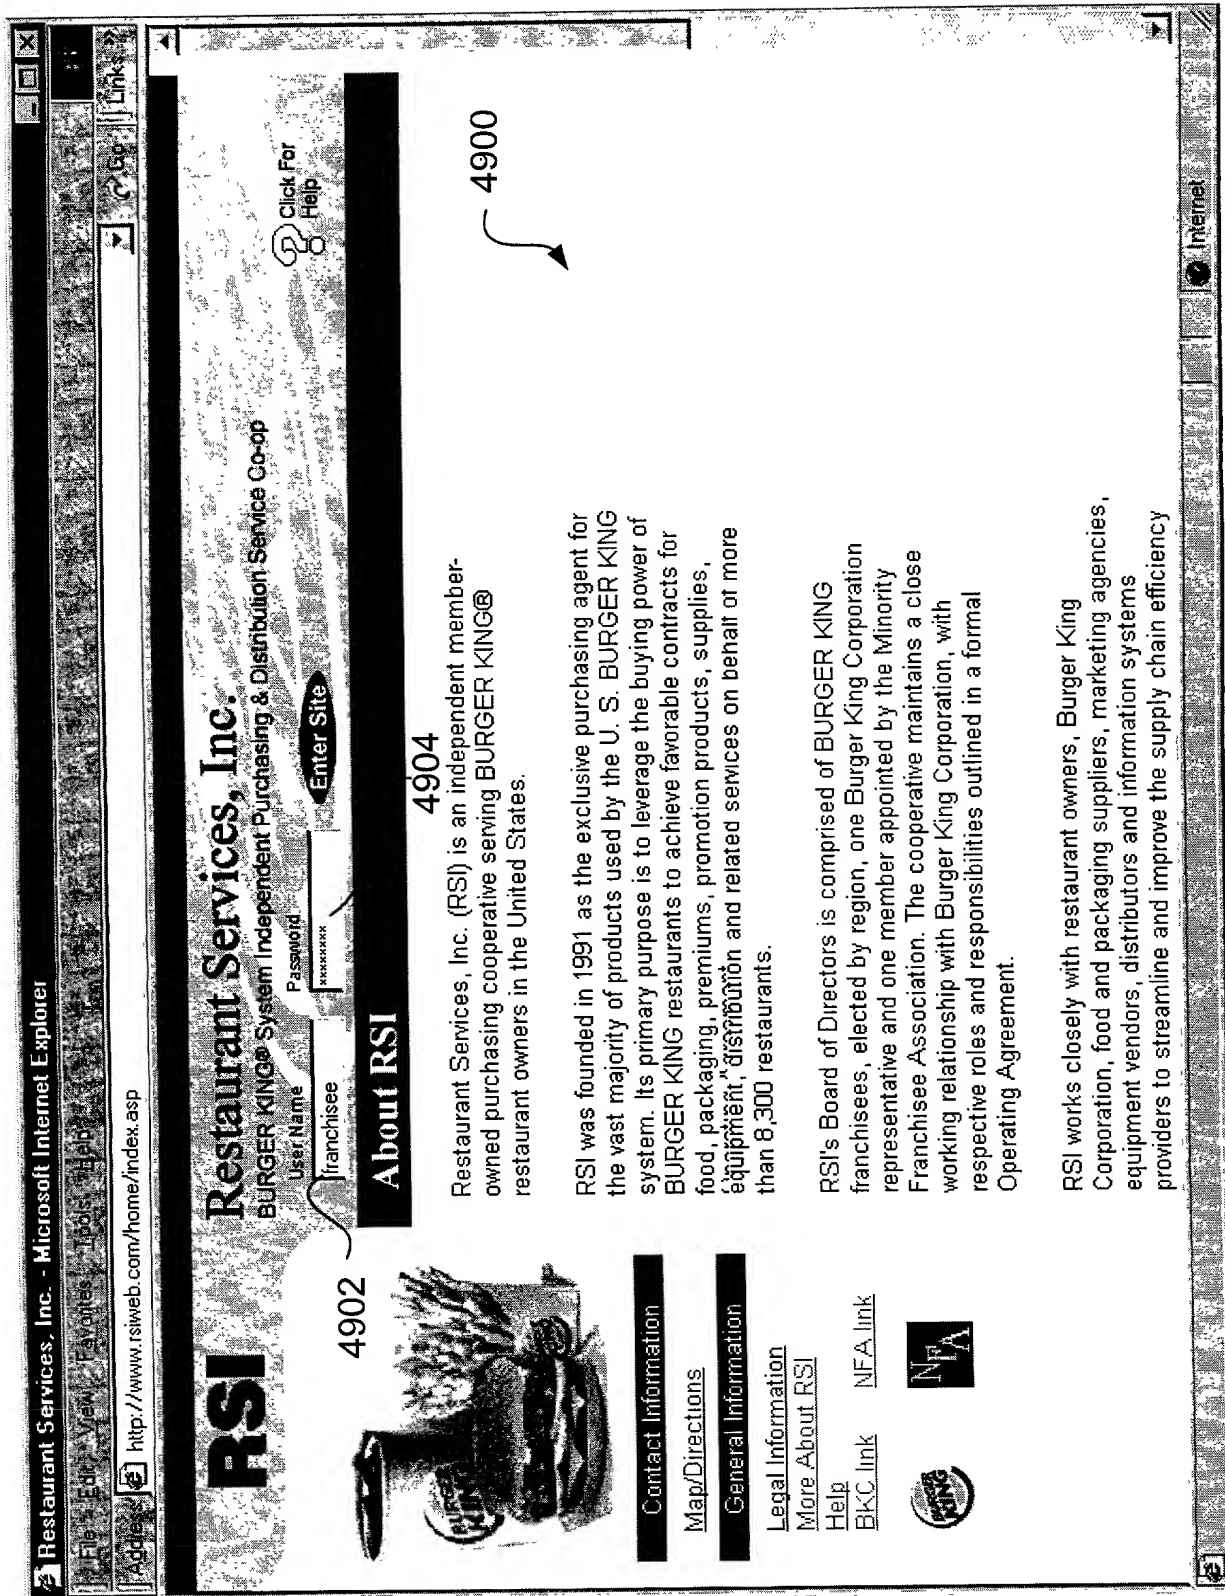 Restaurant Services, Inc. - Microsoft Internet Explorer
File Edit View Favorites Tools Help
Address http://www.rsiweb.com/home/index.asp Go Links »
RSI
Restaurant Services, Inc.
BURGER KING® System Independent Purchasing & Distribution Service Co-op
User Name Password
franchisee xxxxxxxx Enter Site
Click For
Help
4902
4904
4900
About RSI
BURGER KING
Contact Information
Map/Directions
General Information
Legal Information
More About RSI
Help
BKC link NFA link
BURGER KING
NFA
Restaurant Services, Inc. (RSI) is an independent member-
owned purchasing cooperative serving BURGER KING®
restaurant owners in the United States.
RSI was founded in 1991 as the exclusive purchasing agent for
the vast majority of products used by the U. S. BURGER KING
system. Its primary purpose is to leverage the buying power of
BURGER KING restaurants to achieve favorable contracts for
food, packaging, premiums, promotion products, supplies,
equipment, distribution and related services on behalf of more
than 8,300 restaurants.
RSI's Board of Directors is comprised of BURGER KING
franchisees, elected by region, one Burger King Corporation
representative and one member appointed by the Minority
Franchisee Association. The cooperative maintains a close
working relationship with Burger King Corporation, with
respective roles and responsibilities outlined in a formal
Operating Agreement.
RSI works closely with restaurant owners, Burger King
Corporation, food and packaging suppliers, marketing agencies,
equipment vendors, distributors and information systems
providers to streamline and improve the supply chain efficiency
Internet